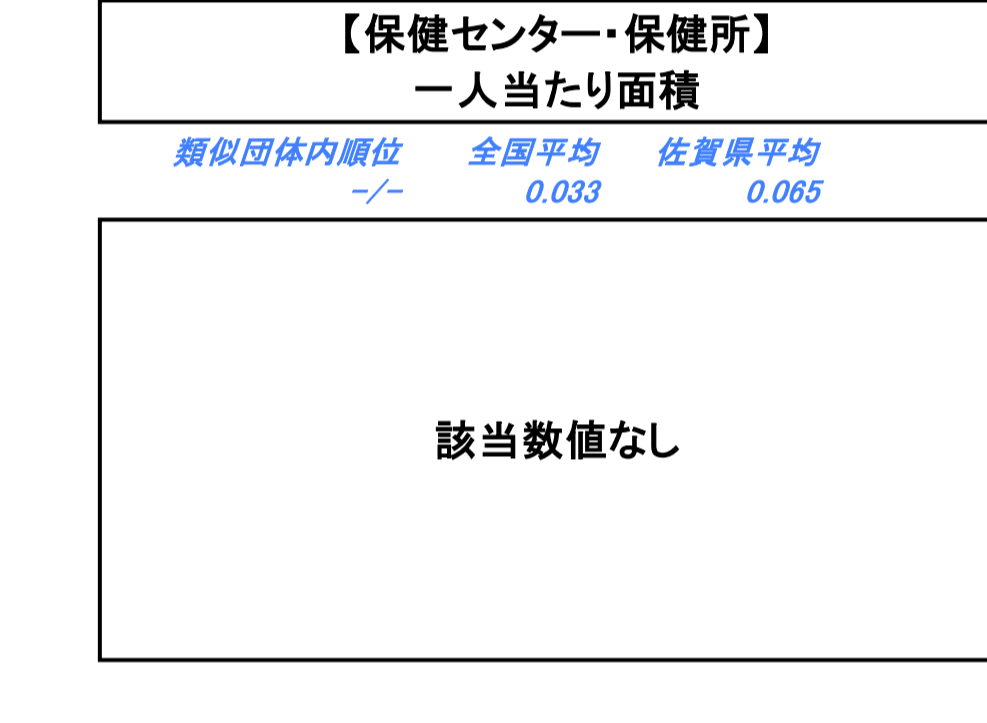 【保健センター・保健所】
一人当たり面積
類似団体内順位 全国平均 佐賀県平均
-/- 0.033 0.065
該当数値なし